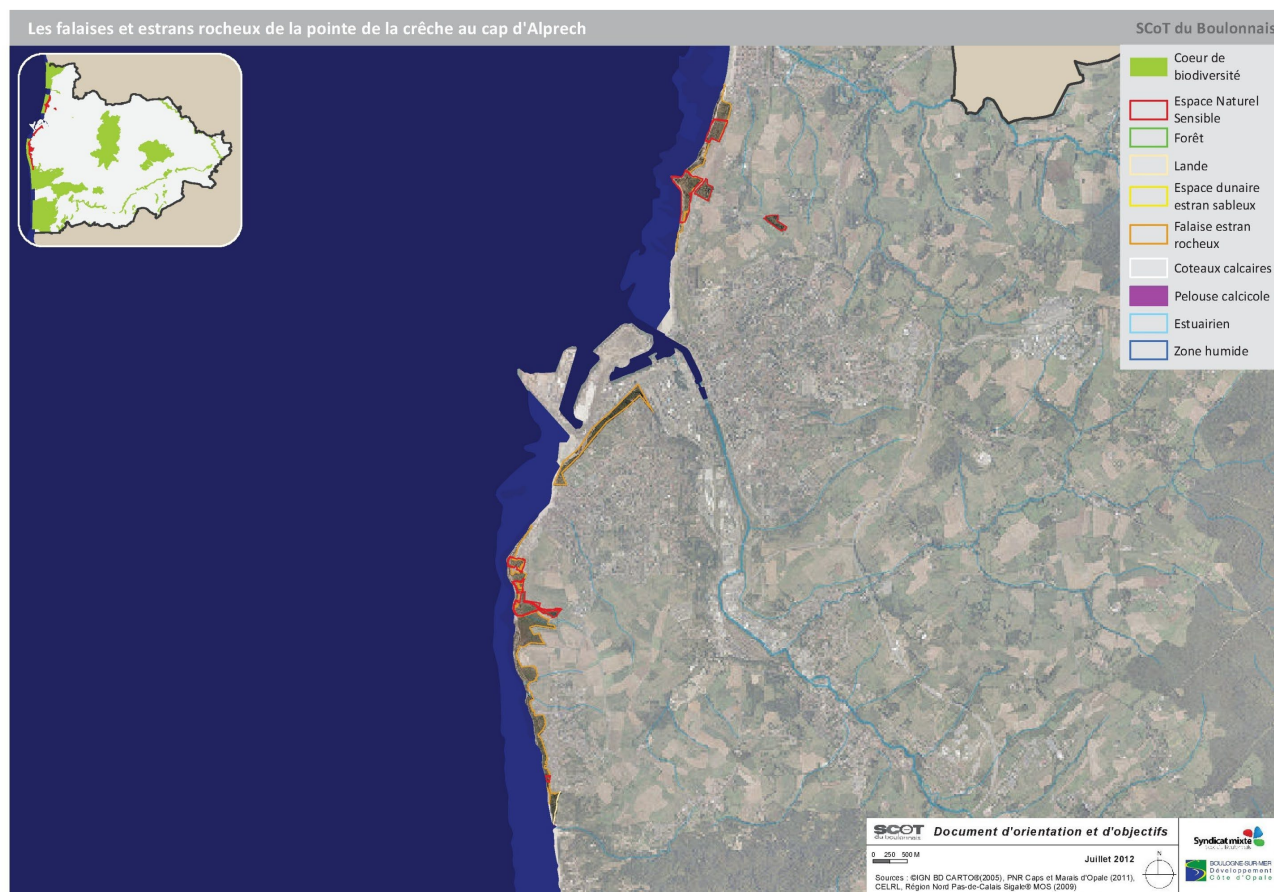 Les falaises et estrans rocheux de la pointe de la crêche au cap d'Alprech
SCoT du Boulonnais
Coeur de
biodiversité
Espace Naturel
Sensible
Forêt
Lande
Espace dunaire
estran sableux
Falaise estran
rocheux
Coteaux calcaires
Pelouse calcicole
Estuairien
Zone humide
SCOT
du boulonnais
Document d'orientation et d'objectifs
0 250 500 M
Juillet 2012
N
Sources : ©IGN BD CARTO®(2005), PNR Caps et Marais d'Opale (2011),
CELRL, Région Nord Pas-de-Calais Sigale® MOS (2009)
Syndicat mixte
BOULOGNE-SUR-MER
Développement
Côte d'Opale